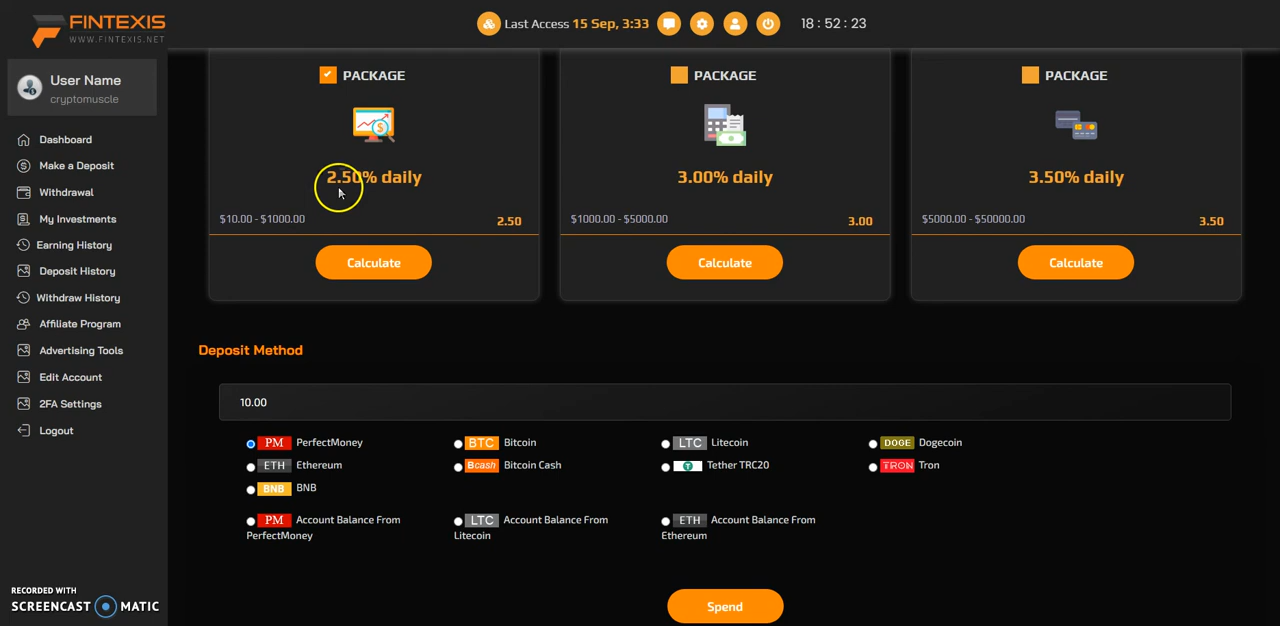 FINTEXIS
WWW.FINTEXIS.NET
Last Access 15 Sep, 3:33
18 : 52 : 23
User Name
cryptomuscle
Dashboard
Make a Deposit
Withdrawal
My Investments
Earning History
Deposit History
Withdraw History
Affiliate Program
Advertising Tools
Edit Account
2FA Settings
Logout
RECORDED WITH
SCREENCAST MATIC
PACKAGE
2.50% daily
$10.00 - $1000.00
2.50
Calculate
PACKAGE
3.00% daily
$1000.00 - $5000.00
3.00
Calculate
PACKAGE
3.50% daily
$5000.00 - $50000.00
3.50
Calculate
Deposit Method
10.00
PM PerfectMoney
BTC Bitcoin
LTC Litecoin
DOGE Dogecoin
ETH Ethereum
Bcash Bitcoin Cash
T Tether TRC20
TRON Tron
BNB BNB
PM Account Balance From
PerfectMoney
LTC Account Balance From
Litecoin
ETH Account Balance From
Ethereum
Spend